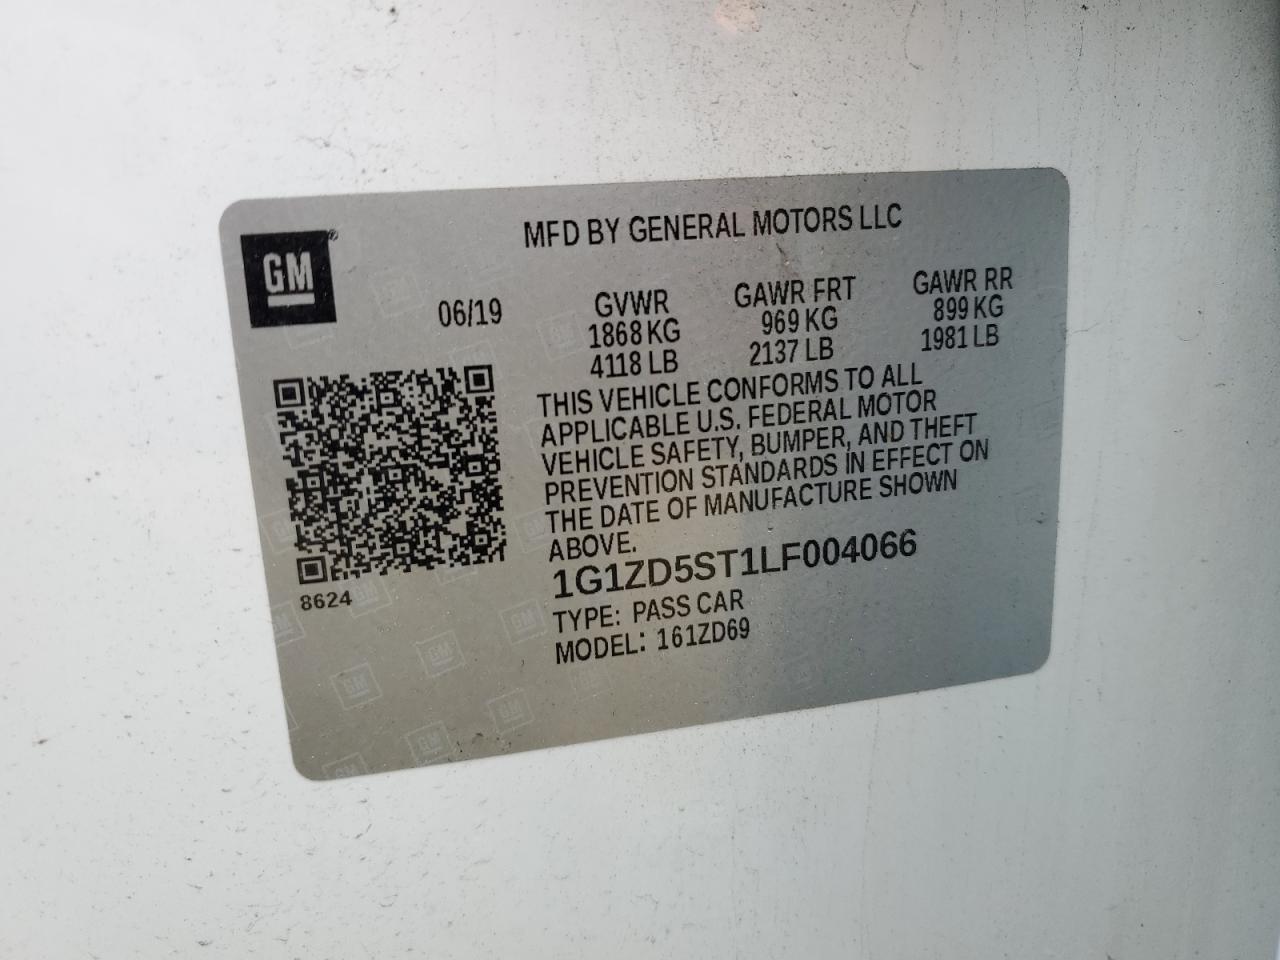 MFD BY GENERAL MOTORS LLC
GM®
06/19
GVWR
1868 KG
4118 LB
GAWR FRT
969 KG
2137 LB
GAWR RR
899 KG
1981 LB
THIS VEHICLE CONFORMS TO ALL
APPLICABLE U.S. FEDERAL MOTOR
VEHICLE SAFETY, BUMPER, AND THEFT
PREVENTION STANDARDS IN EFFECT ON
THE DATE OF MANUFACTURE SHOWN
ABOVE.
1G1ZD5ST1LF004066
TYPE: PASS CAR
MODEL: 161ZD69
8624